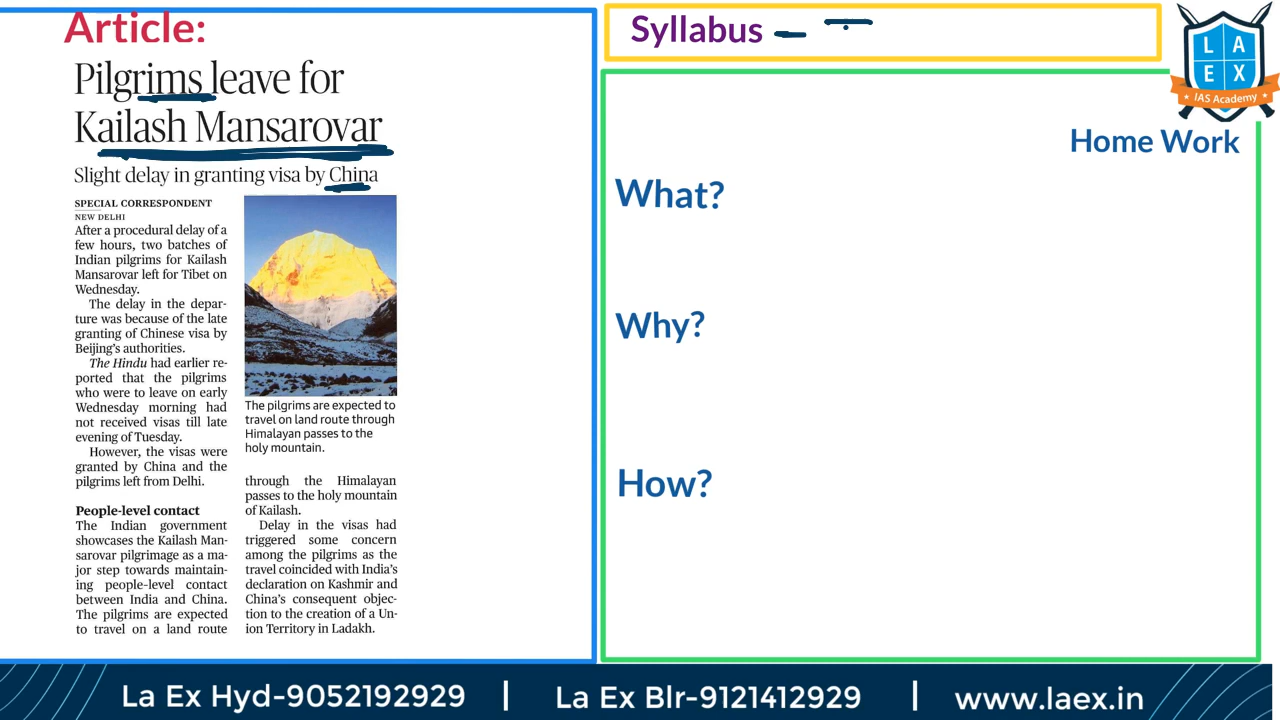 Article:
Pilgrims leave for
Kailash Mansarovar
Slight delay in granting visa by China
SPECIAL CORRESPONDENT
NEW DELHI
After a procedural delay of a
few hours, two batches of
Indian pilgrims for Kailash
Mansarovar left for Tibet on
Wednesday.
The delay in the depar-
ture was because of the late
granting of Chinese visa by
Beijing's authorities.
The Hindu had earlier re-
ported that the pilgrims
who were to leave on early
Wednesday morning had
not received visas till late
evening of Tuesday.
However, the visas were
granted by China and the
pilgrims left from Delhi.
People-level contact
The Indian government
showcases the Kailash Man-
sarovar pilgrimage as a ma-
jor step towards maintain-
ing people-level contact
between India and China.
The pilgrims are expected
to travel on a land route
The pilgrims are expected to
travel on land route through
Himalayan passes to the
holy mountain.
through the Himalayan
passes to the holy mountain
of Kailash.
Delay in the visas had
triggered some concern
among the pilgrims as the
travel coincided with India's
declaration on Kashmir and
China's consequent objec-
tion to the creation of a Un-
ion Territory in Ladakh.
Syllabus
L A
E X
IAS Academy
Home Work
What?
Why?
How?
La Ex Hyd-9052192929 | La Ex Blr-9121412929 | www.laex.in